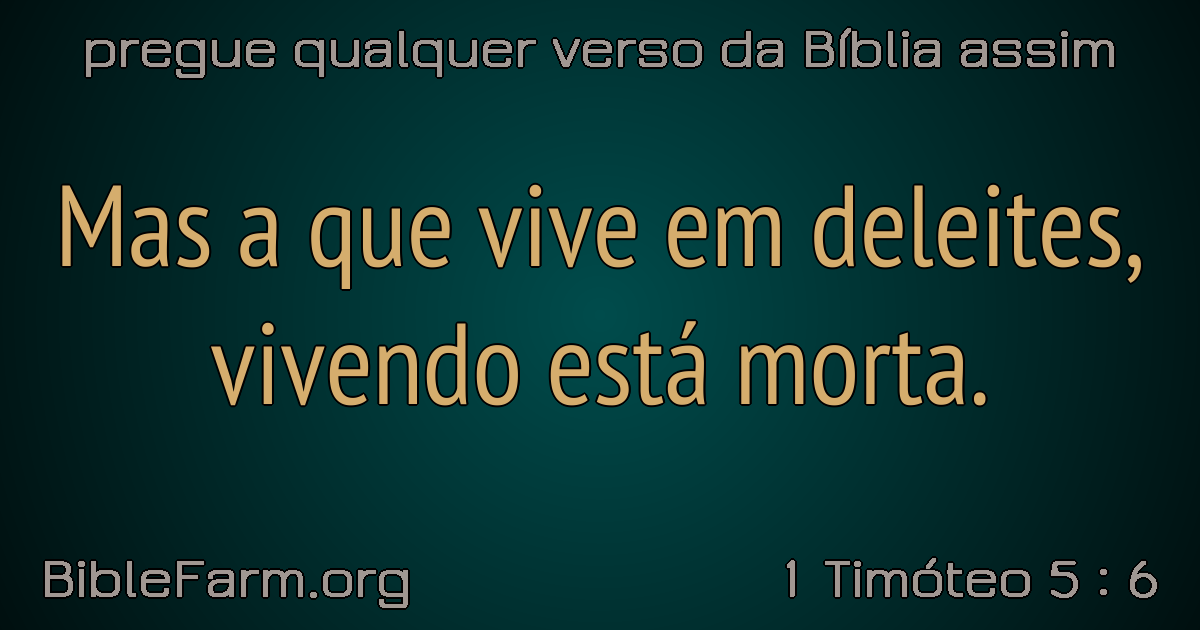 pregue qualquer verso da Bíblia assim
Mas a que vive em deleites,
vivendo está morta.
BibleFarm.org
1 Timóteo 5 : 6